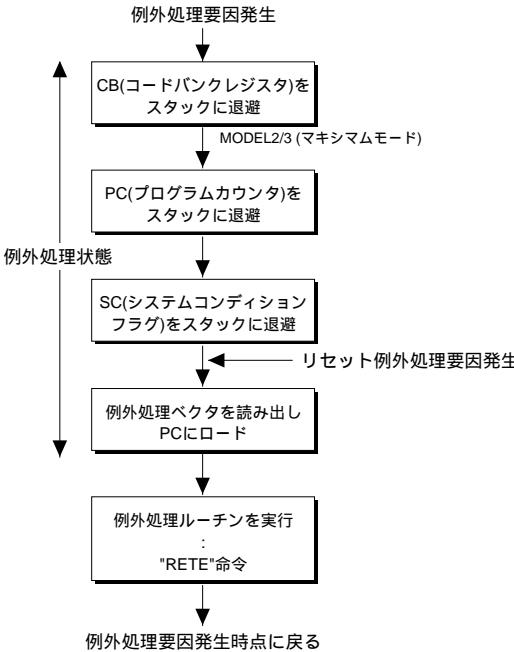 例外処理要因発生
CB(コードバンクレジスタ)を
スタックに退避
MODEL2/3 (マキシマムモード)
PC(プログラムカウンタ)を
スタックに退避
例外処理状態
SC(システムコンディション
フラグ)をスタックに退避
リセット例外処理要因発生
例外処理ベクタを読み出し
PCにロード
例外処理ルーチンを実行
:
"RETE"命令
例外処理要因発生時点に戻る